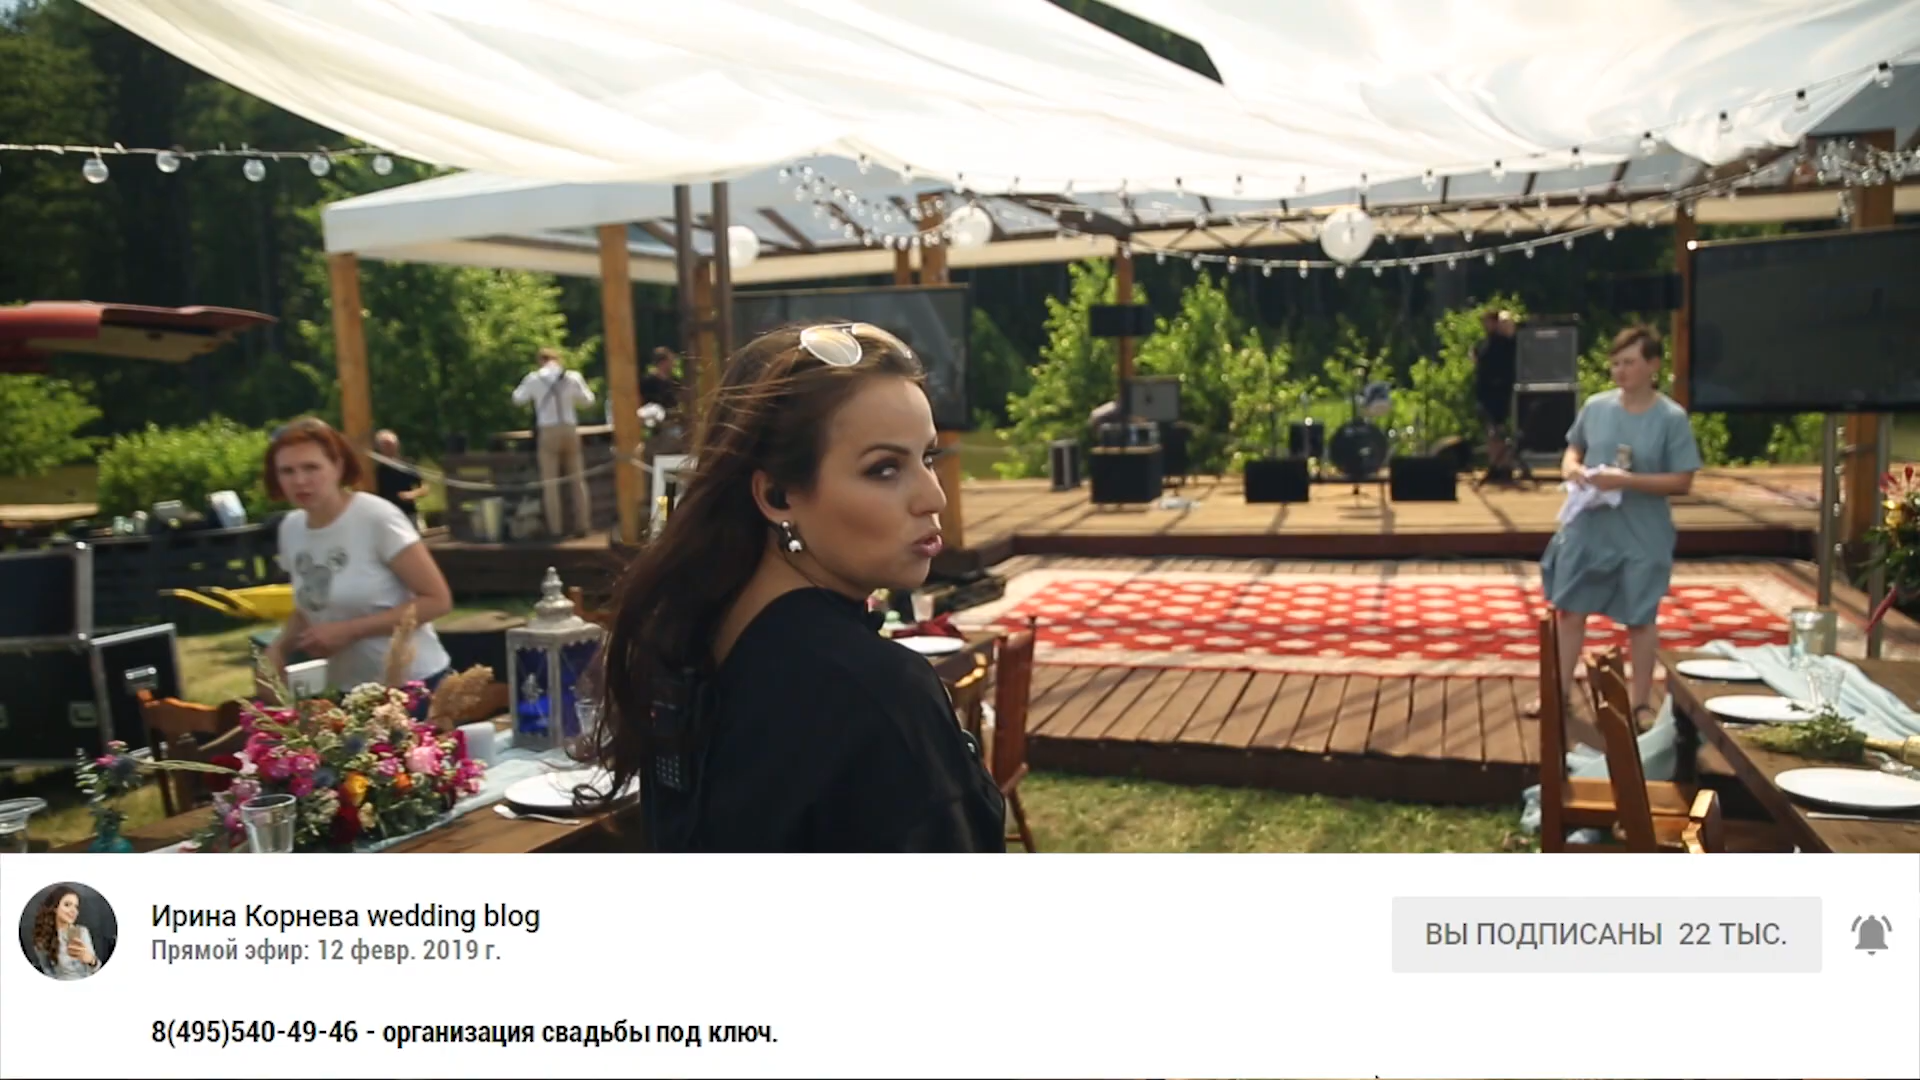 Ирина Корнева wedding blog
Прямой эфир: 12 февр. 2019 г.
ВЫ ПОДПИСАНЫ 22 ТЫС.
8(495)540-49-46 - организация свадьбы под ключ.